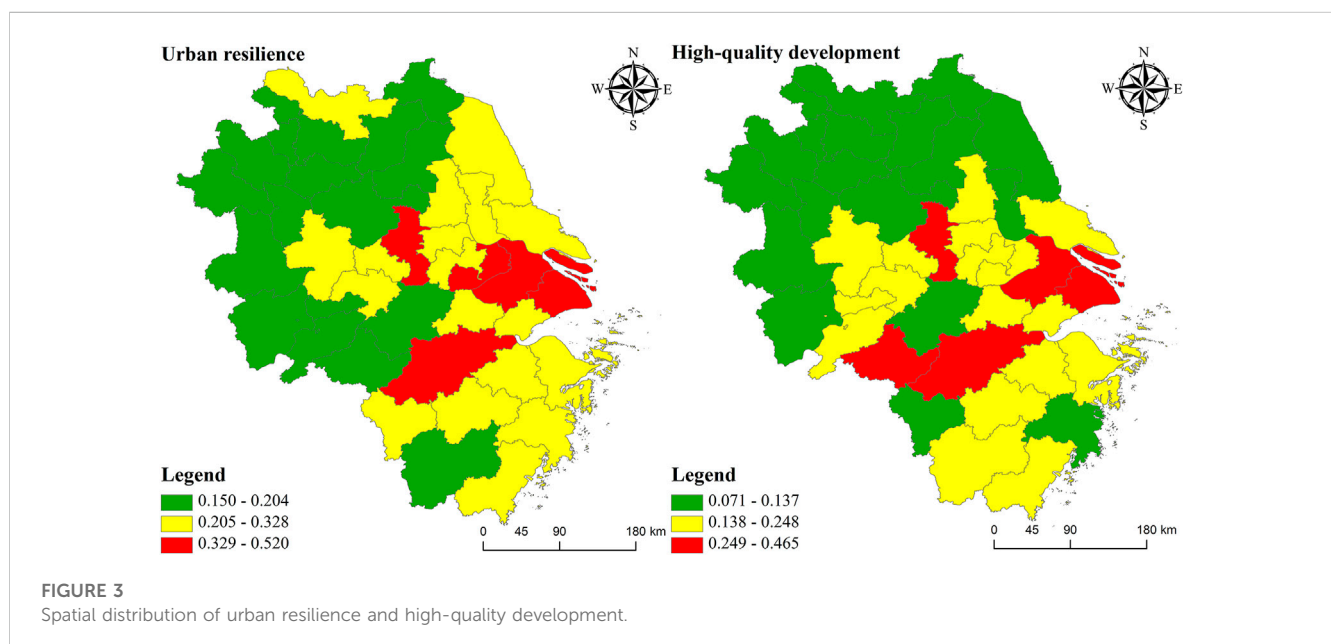 Urban resilience
N
W
E
S
Legend
0.150 - 0.204
0.205 - 0.328
0.329 - 0.520
0 45 90 180 km
High-quality development
N
W
E
S
Legend
0.071 - 0.137
0.138 - 0.248
0.249 - 0.465
0 45 90 180 km
FIGURE 3
Spatial distribution of urban resilience and high-quality development.